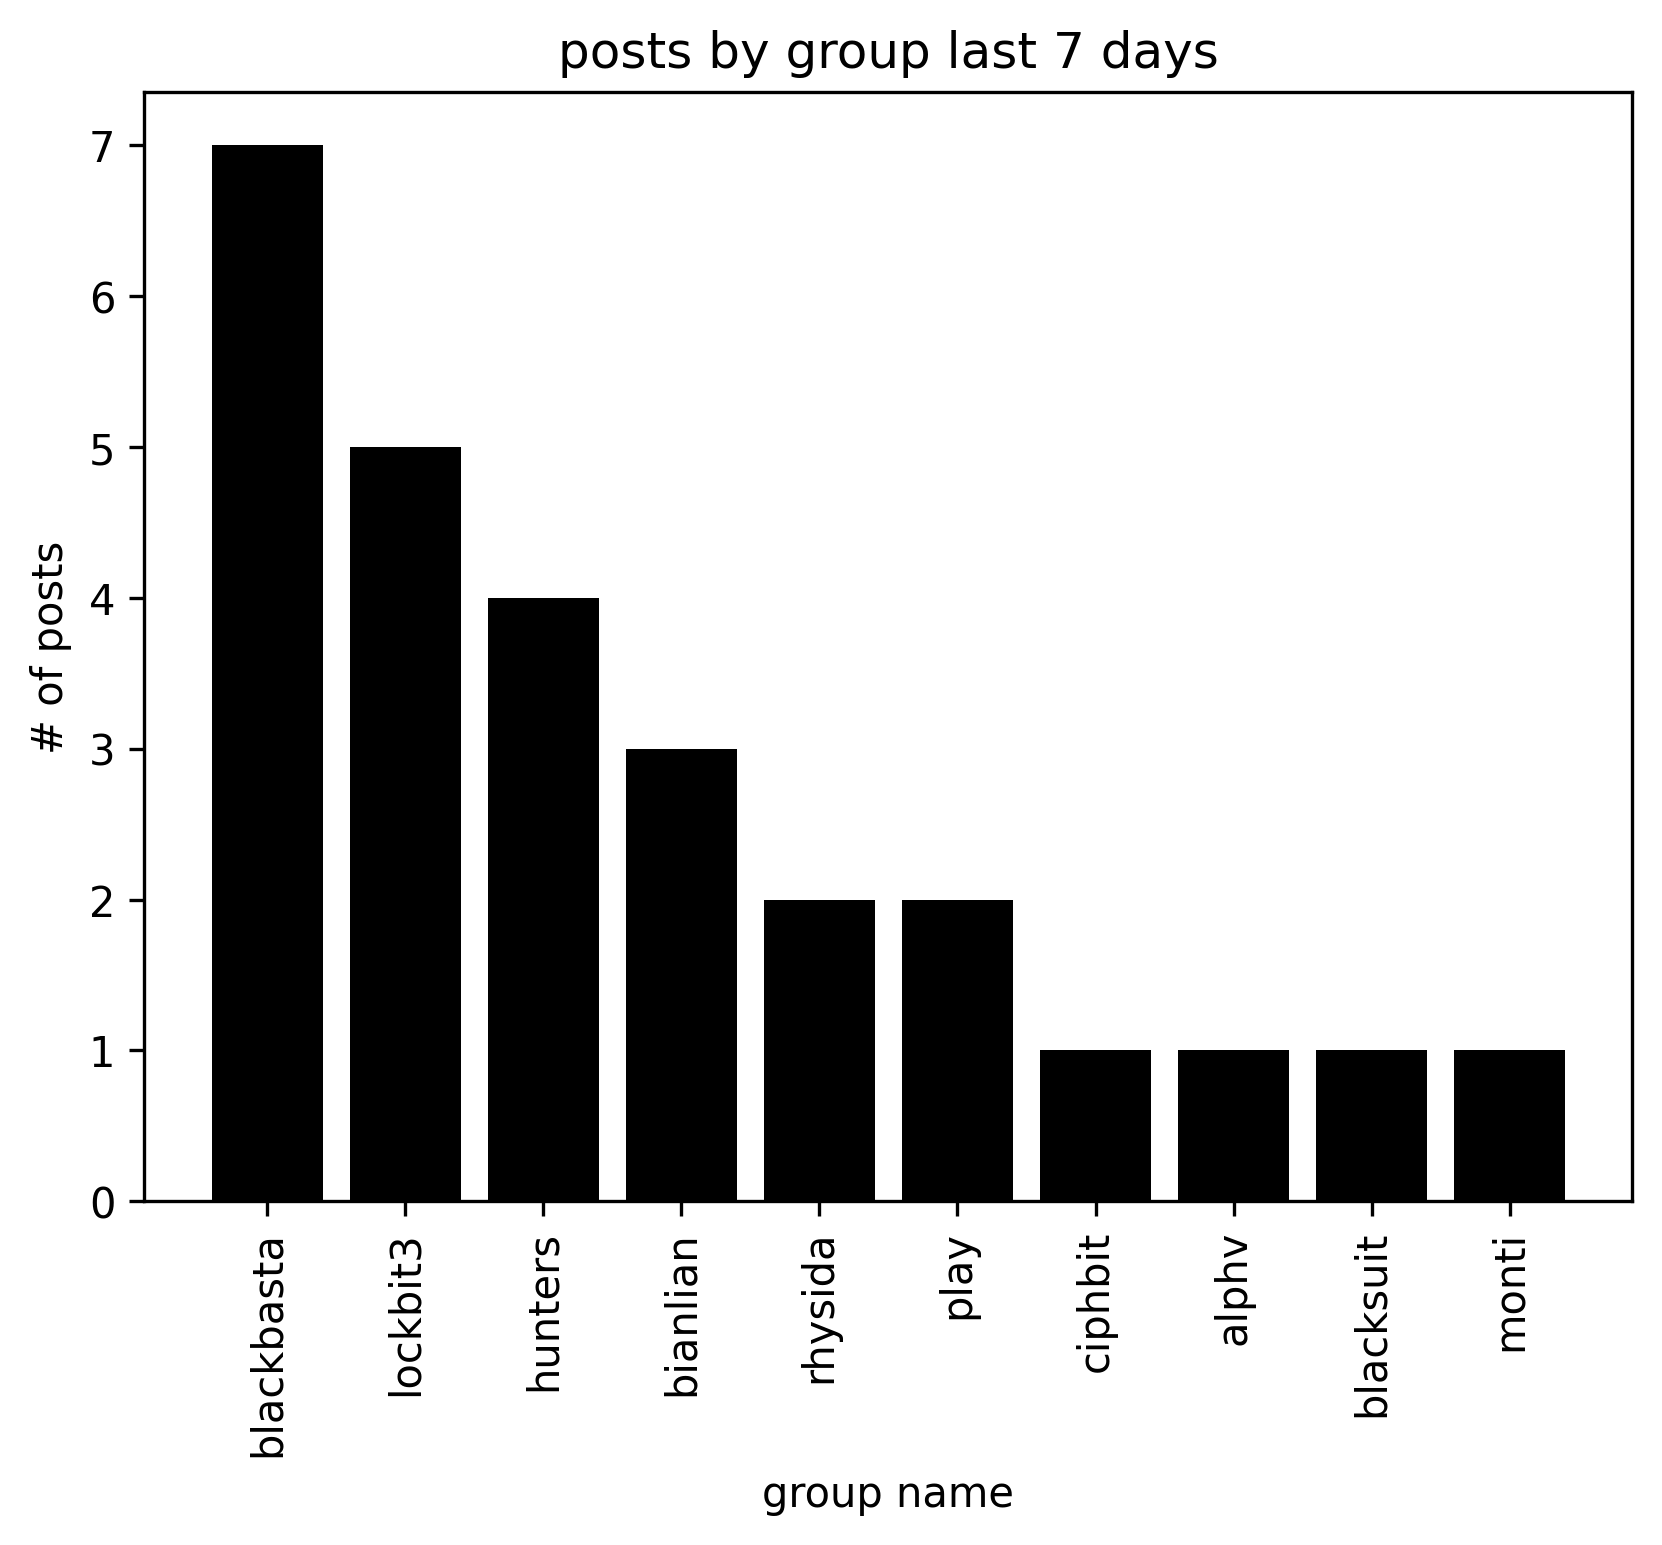 posts by group last 7 days
7
6
5
4
3
2
1
0
# of posts
blackbasta
lockbit3
hunters
bianlian
rhysida
play
ciphbit
alphv
blacksuit
monti
group name